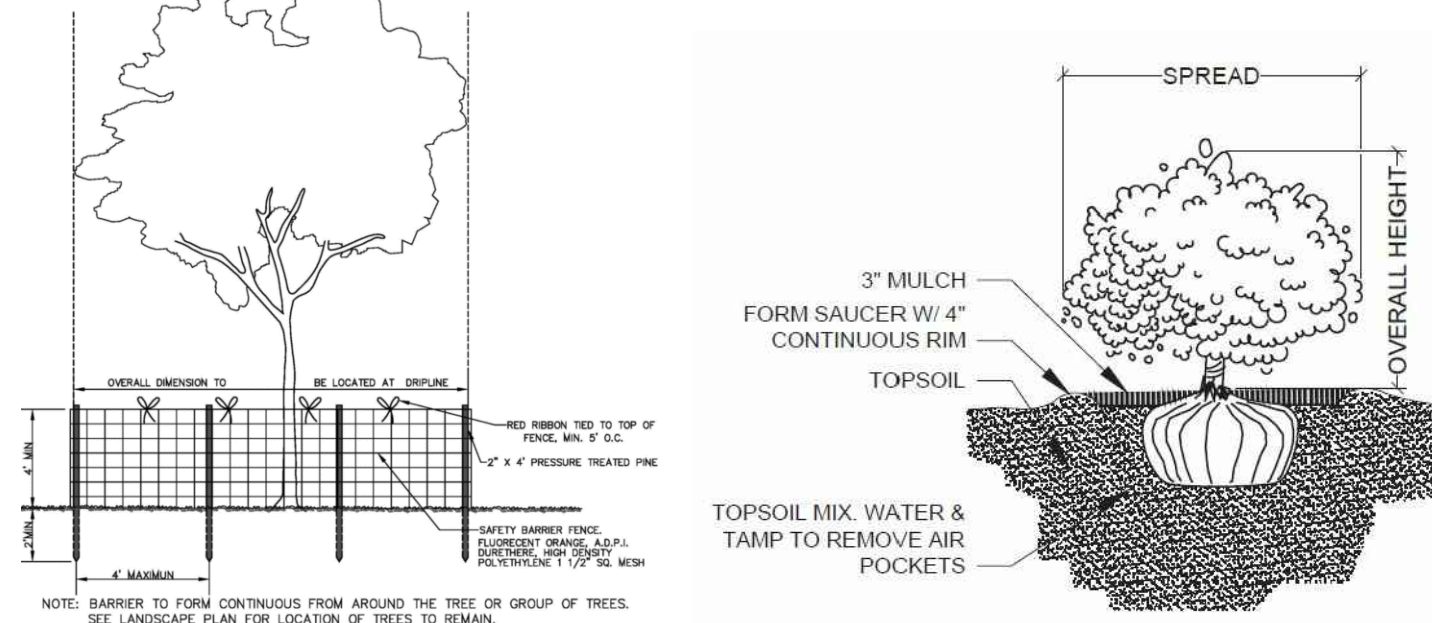 OVERALL DIMENSION TO BE LOCATED AT DRIPLINE
RED RIBBON TIED TO TOP OF
FENCE, MIN. 5' O.C.
2" X 4' PRESSURE TREATED PINE
4' MIN
2'MIN
SAFETY BARRIER FENCE.
FLUORECENT ORANGE, A.D.P.I.
DURETHERE, HIGH DENSITY
POLYETHYLENE 1 1/2" SQ. MESH
4' MAXIMUN
NOTE: BARRIER TO FORM CONTINUOUS FROM AROUND THE TREE OR GROUP OF TREES.
SEE LANDSCAPE PLAN FOR LOCATION OF TREES TO REMAIN.
SPREAD
OVERALL HEIGHT
3" MULCH
FORM SAUCER W/ 4"
CONTINUOUS RIM
TOPSOIL
TOPSOIL MIX. WATER &
TAMP TO REMOVE AIR
POCKETS